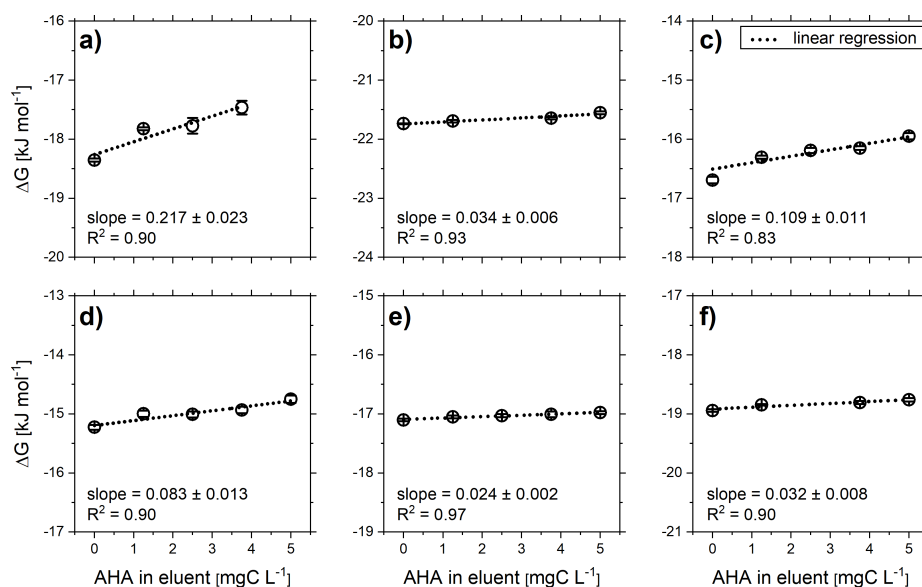 a)
-16
-17
-18
-19
-20
ΔG [kJ mol⁻¹]
slope = 0.217 ± 0.023
R² = 0.90
b)
-20
-21
-22
-23
-24
slope = 0.034 ± 0.006
R² = 0.93
c)
-14
-15
-16
-17
-18
linear regression
slope = 0.109 ± 0.011
R² = 0.83
d)
-13
-14
-15
-16
-17
ΔG [kJ mol⁻¹]
slope = 0.083 ± 0.013
R² = 0.90
0 1 2 3 4 5
AHA in eluent [mgC L⁻¹]
e)
-15
-16
-17
-18
-19
slope = 0.024 ± 0.002
R² = 0.97
0 1 2 3 4 5
AHA in eluent [mgC L⁻¹]
f)
-17
-18
-19
-20
-21
slope = 0.032 ± 0.008
R² = 0.90
0 1 2 3 4 5
AHA in eluent [mgC L⁻¹]